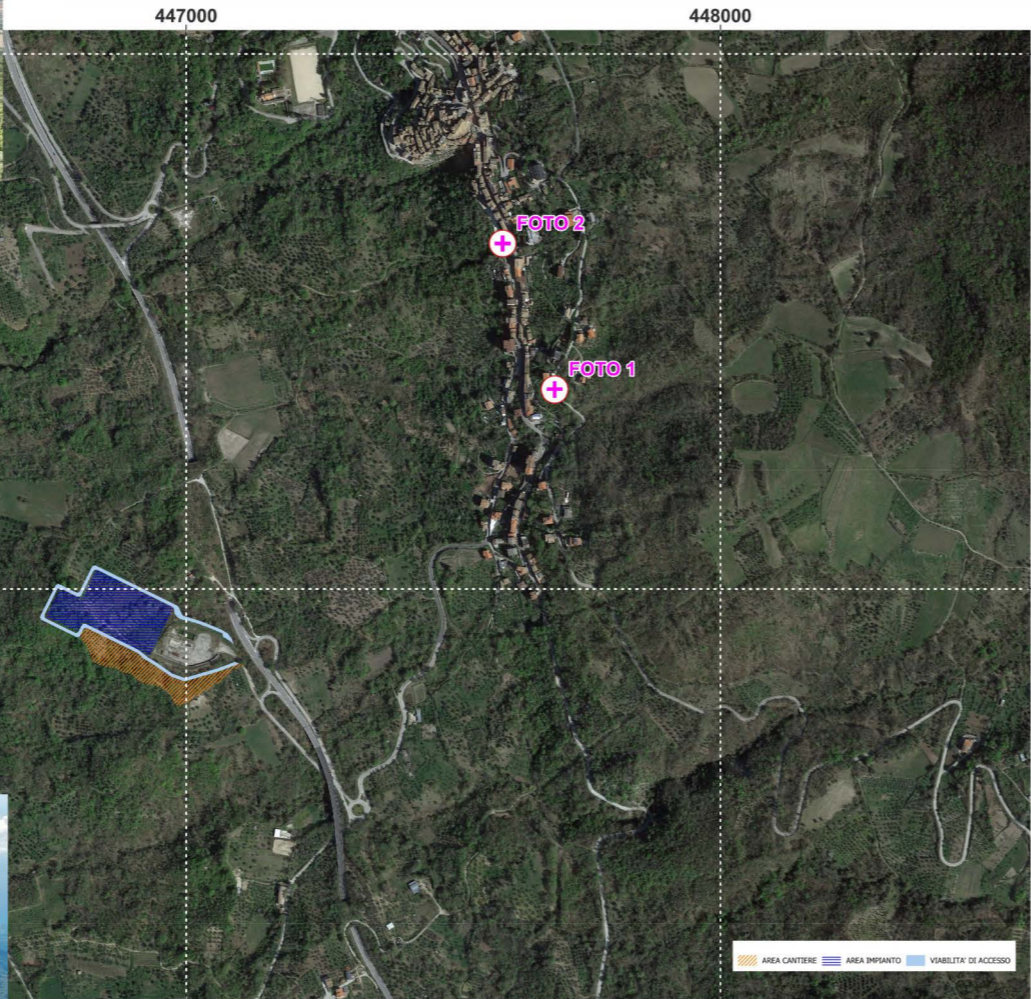 447000 448000
FOTO 2
FOTO 1
AREA CANTIERE AREA IMPIANTO VIABILITA' DI ACCESSO